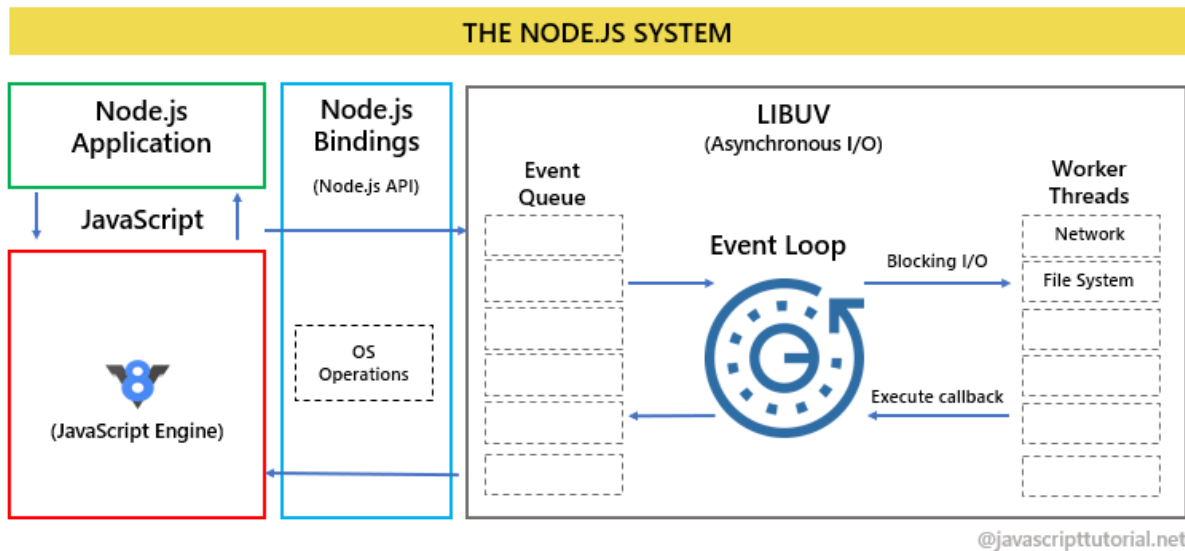 THE NODE.JS SYSTEM
Node.js
Application
JavaScript
8
(JavaScript Engine)
Node.js
Bindings
(Node.js API)
OS
Operations
LIBUV
(Asynchronous I/O)
Event
Queue
Event Loop
Blocking I/O
Execute callback
Worker
Threads
Network
File System
@javascripttutorial.net